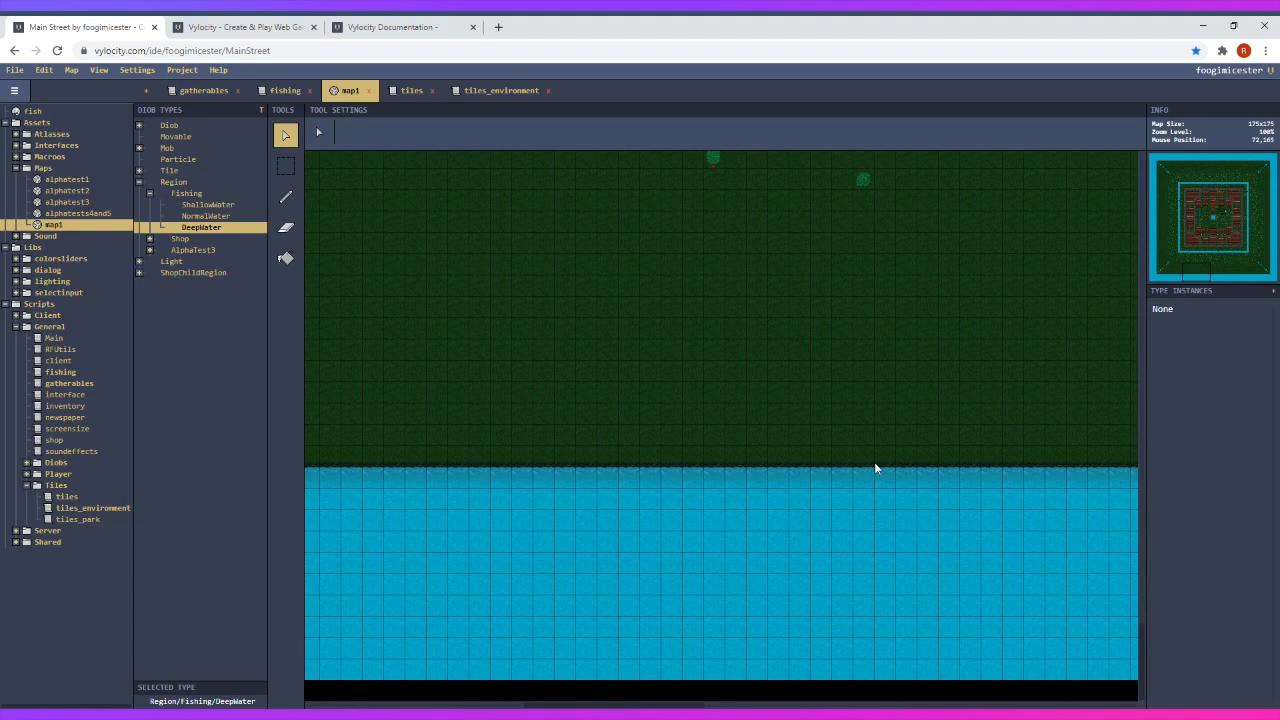 Main Street by foogimicester - C
Vylocity - Create & Play Web Ga
Vylocity Documentation -
vylocity.com/ide/foogimicester/MainStreet
R
File Edit Map View Settings Project Help
foogimicester
gatherables x fishing x map1 x tiles x tiles_environment x
fish
Assets
Atlasses
Interfaces
Macroos
Maps
alphatest1
alphatest2
alphatest3
alphatests4and5
map1
Sound
Libs
colorsliders
dialog
lighting
selectinput
Scripts
Client
General
Main
RFUtils
client
fishing
gatherables
interface
inventory
newspaper
screensize
shop
soundeffects
Diobs
Player
Tiles
tiles
tiles_environment
tiles_park
Server
Shared
DIOB TYPES T
Diob
Movable
Mob
Particle
Tile
Region
Fishing
ShallowWater
NormalWater
DeepWater
Shop
AlphaTest3
Light
ShopChildRegion
SELECTED TYPE
Region/Fishing/DeepWater
TOOLS
TOOL SETTINGS
INFO
Map Size: 175x175
Zoom Level: 100%
Mouse Position: 72,165
TYPE INSTANCES +
None